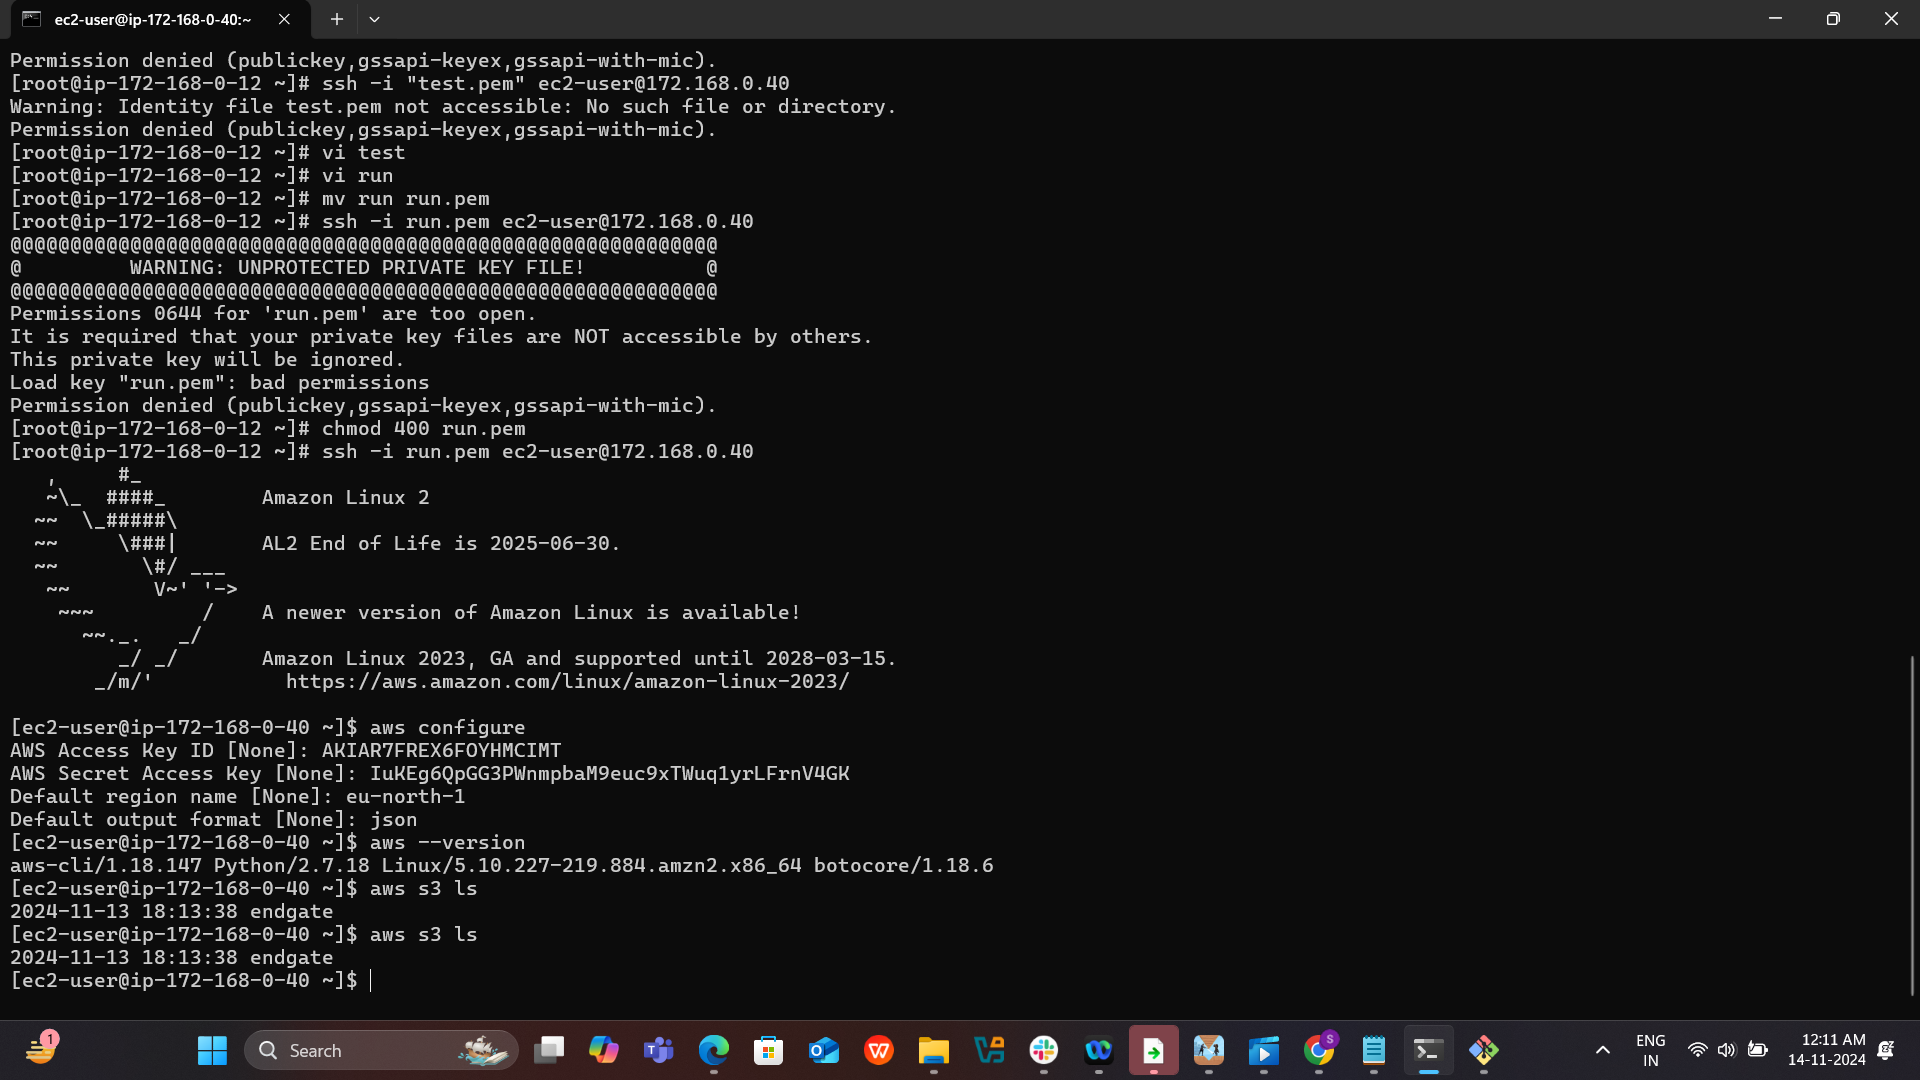 ec2-user@ip-172-168-0-40:~
Permission denied (publickey,gssapi-keyex,gssapi-with-mic).
[root@ip-172-168-0-12 ~]# ssh -i "test.pem" ec2-user@172.168.0.40
Warning: Identity file test.pem not accessible: No such file or directory.
Permission denied (publickey,gssapi-keyex,gssapi-with-mic).
[root@ip-172-168-0-12 ~]# vi test
[root@ip-172-168-0-12 ~]# vi run
[root@ip-172-168-0-12 ~]# mv run run.pem
[root@ip-172-168-0-12 ~]# ssh -i run.pem ec2-user@172.168.0.40
@@@@@@@@@@@@@@@@@@@@@@@@@@@@@@@@@@@@@@@@@@@@@@@@@@@@@@@@@@@
@         WARNING: UNPROTECTED PRIVATE KEY FILE!          @
@@@@@@@@@@@@@@@@@@@@@@@@@@@@@@@@@@@@@@@@@@@@@@@@@@@@@@@@@@@
Permissions 0644 for 'run.pem' are too open.
It is required that your private key files are NOT accessible by others.
This private key will be ignored.
Load key "run.pem": bad permissions
Permission denied (publickey,gssapi-keyex,gssapi-with-mic).
[root@ip-172-168-0-12 ~]# chmod 400 run.pem
[root@ip-172-168-0-12 ~]# ssh -i run.pem ec2-user@172.168.0.40
   ,     #_
   ~\_  ####_        Amazon Linux 2
  ~~  \_#####\
  ~~     \###|       AL2 End of Life is 2025-06-30.
  ~~       \#/ ___
   ~~       V~' '->
    ~~~         /    A newer version of Amazon Linux is available!
      ~~._.   _/
         _/ _/       Amazon Linux 2023, GA and supported until 2028-03-15.
       _/m/'           https://aws.amazon.com/linux/amazon-linux-2023/
[ec2-user@ip-172-168-0-40 ~]$ aws configure
AWS Access Key ID [None]: AKIAR7FREX6FOYHMCIMT
AWS Secret Access Key [None]: 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
Default region name [None]: eu-north-1
Default output format [None]: json
[ec2-user@ip-172-168-0-40 ~]$ aws --version
aws-cli/1.18.147 Python/2.7.18 Linux/5.10.227-219.884.amzn2.x86_64 botocore/1.18.6
[ec2-user@ip-172-168-0-40 ~]$ aws s3 ls
2024-11-13 18:13:38 endgate
[ec2-user@ip-172-168-0-40 ~]$ aws s3 ls
2024-11-13 18:13:38 endgate
[ec2-user@ip-172-168-0-40 ~]$
1
Search
S
ENG
IN
12:11 AM
14-11-2024